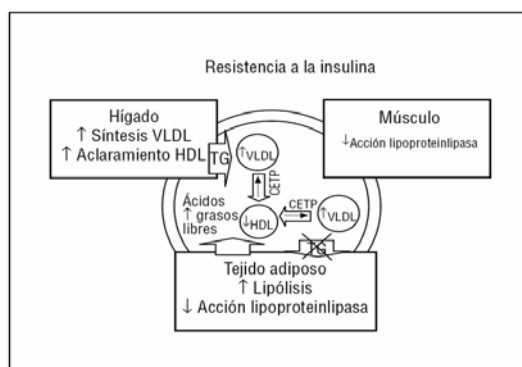 Resistencia a la insulina
Hígado
↑ Síntesis VLDL
↑ Aclaramiento HDL
TG
Músculo
↓Acción lipoproteinlipasa
↑VLDL
CETP
CETP
↑VLDL
↓HDL
Ácidos
↑ grasos
libres
TG
Tejido adiposo
↑ Lipólisis
↓ Acción lipoproteinlipasa